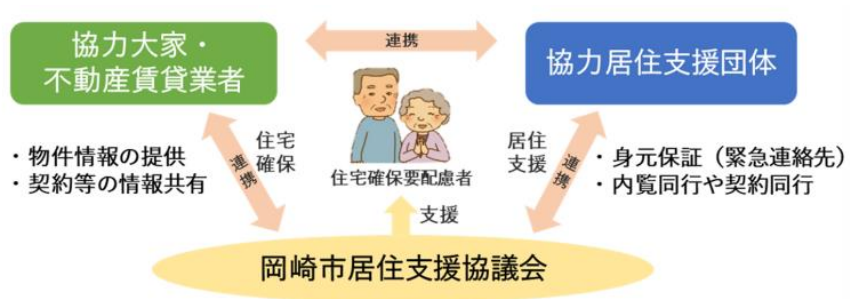 協力大家・
不動産賃貸業者
連携
協力居住支援団体
・物件情報の提供
・契約等の情報共有
連携
住宅
確保
住宅確保要配慮者
居住
支援
連携
・身元保証（緊急連絡先）
・内覧同行や契約同行
支援
岡崎市居住支援協議会